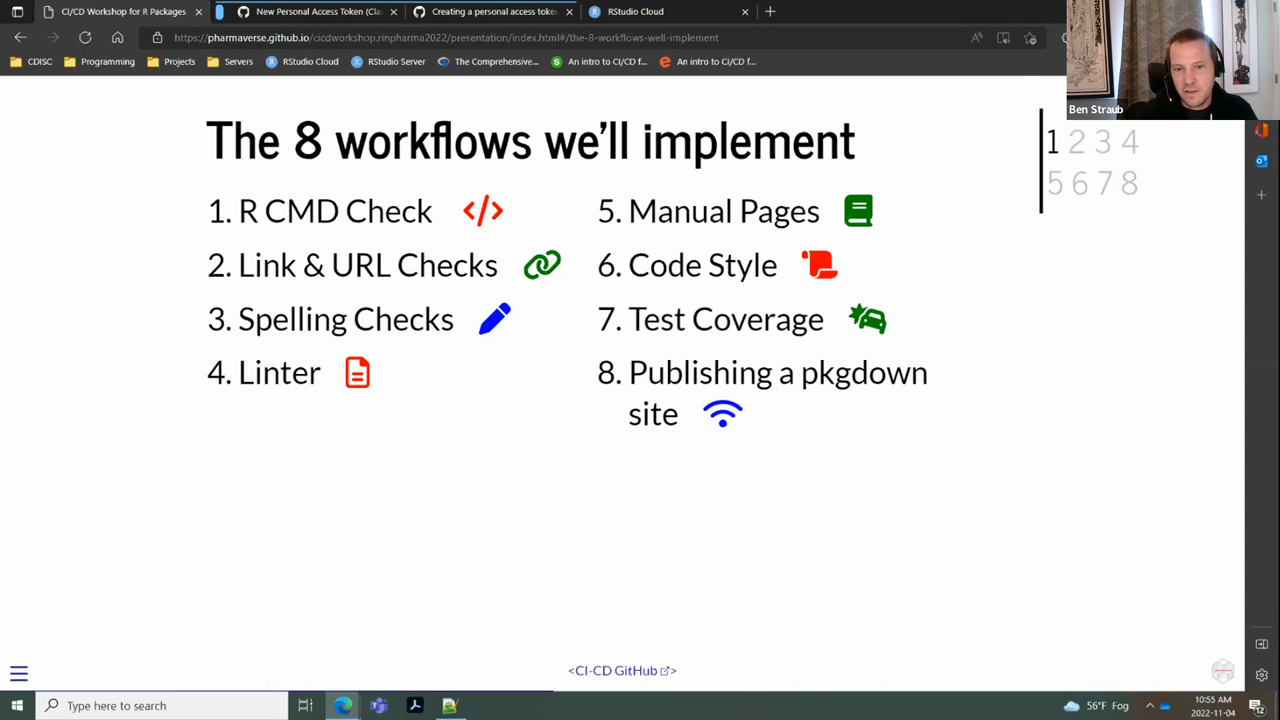 CI/CD Workshop for R Packages
New Personal Access Token (Cla
Creating a personal access toke
RStudio Cloud
https://pharmaverse.github.io/cicdworkshop.rinpharma2022/presentation/index.html#/the-8-workflows-well-implement
CDISC
Programming
Projects
Servers
RStudio Cloud
RStudio Server
The Comprehensive...
An intro to CI/CD f...
An intro to CI/CD f...
Ben Straub
The 8 workflows we'll implement
1 2 3 4
5 6 7 8
1. R CMD Check
2. Link & URL Checks
3. Spelling Checks
4. Linter
5. Manual Pages
6. Code Style
7. Test Coverage
8. Publishing a pkgdown
site
<CI-CD GitHub>
Type here to search
56°F Fog
10:55 AM
2022-11-04
12